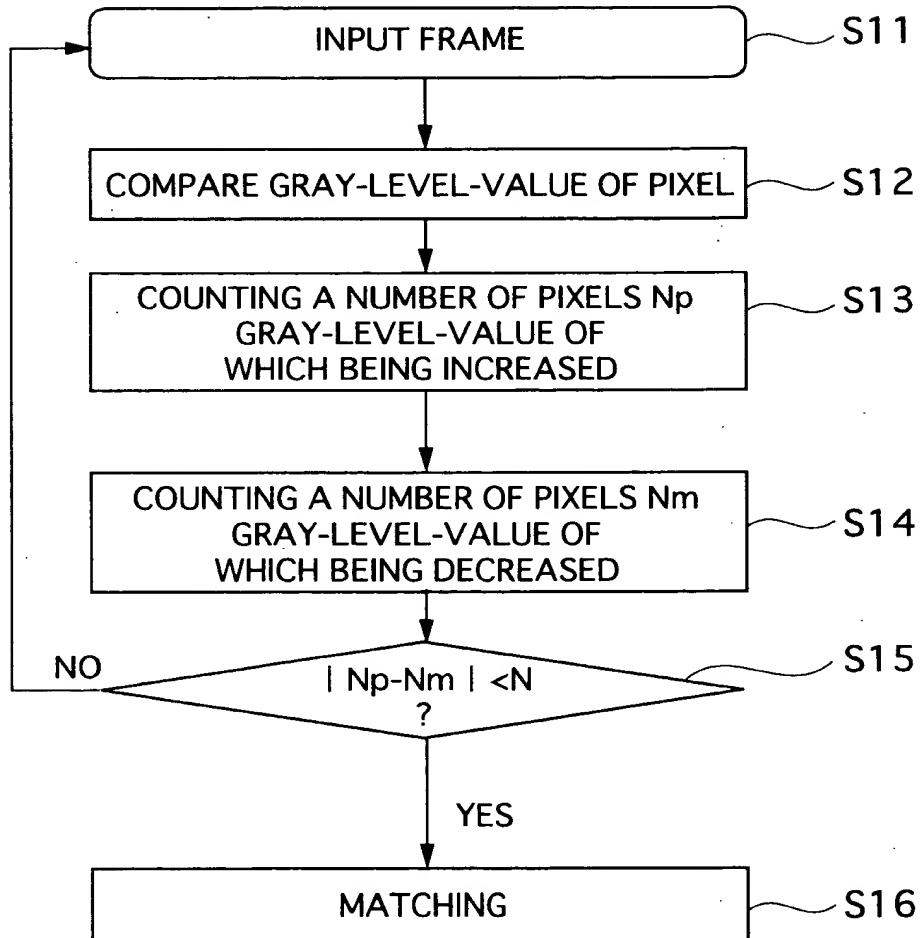 INPUT FRAME
S11
COMPARE GRAY-LEVEL-VALUE OF PIXEL
S12
COUNTING A NUMBER OF PIXELS Np
GRAY-LEVEL-VALUE OF
WHICH BEING INCREASED
S13
COUNTING A NUMBER OF PIXELS Nm
GRAY-LEVEL-VALUE OF
WHICH BEING DECREASED
S14
NO
| Np-Nm | <N
?
S15
YES
MATCHING
S16